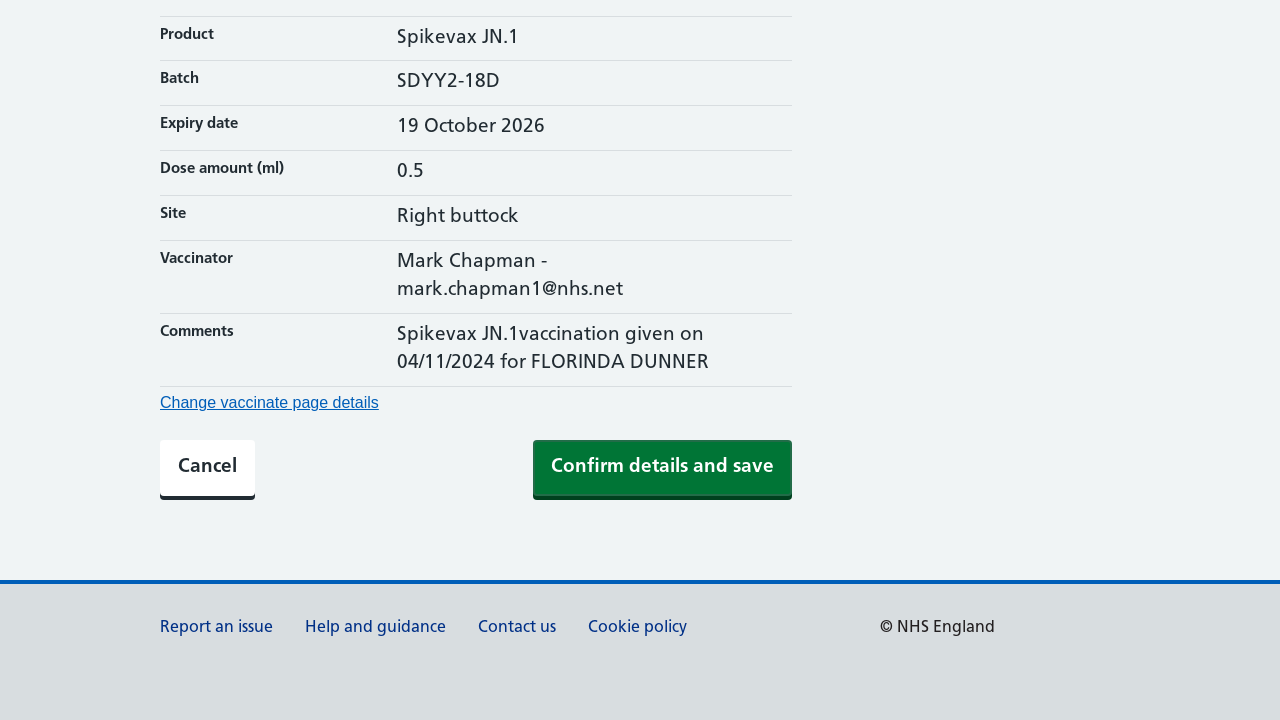 Product
Spikevax JN.1
Batch
SDYY2-18D
Expiry date
19 October 2026
Dose amount (ml)
0.5
Site
Right buttock
Vaccinator
Mark Chapman -
mark.chapman1@nhs.net
Comments
Spikevax JN.1vaccination given on
04/11/2024 for FLORINDA DUNNER
Change vaccinate page details
Cancel
Confirm details and save
Report an issue
Help and guidance
Contact us
Cookie policy
© NHS England